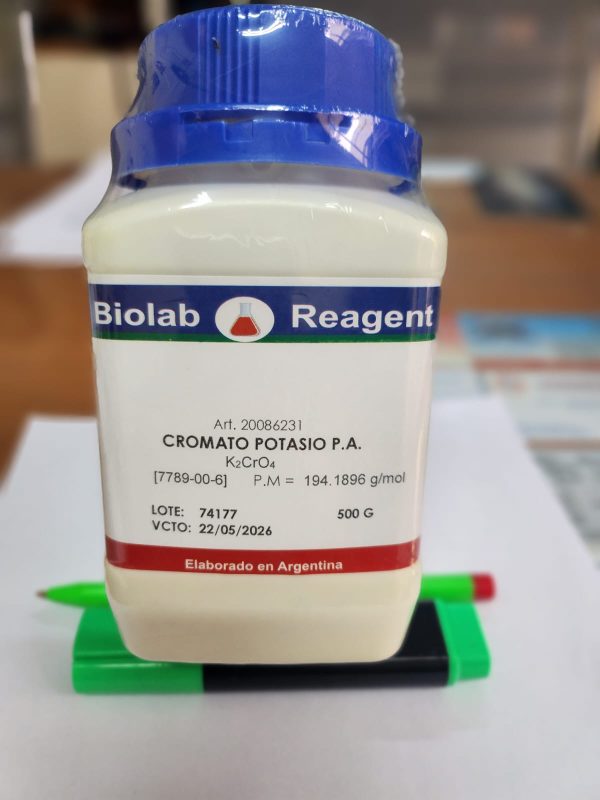 Biolab Reagent
Art. 20086231
CROMATO POTASIO P.A.
K₂CrO₄
[7789-00-6] P.M = 194.1896 g/mol
LOTE: 74177 500 G
VCTO: 22/05/2026
Elaborado en Argentina